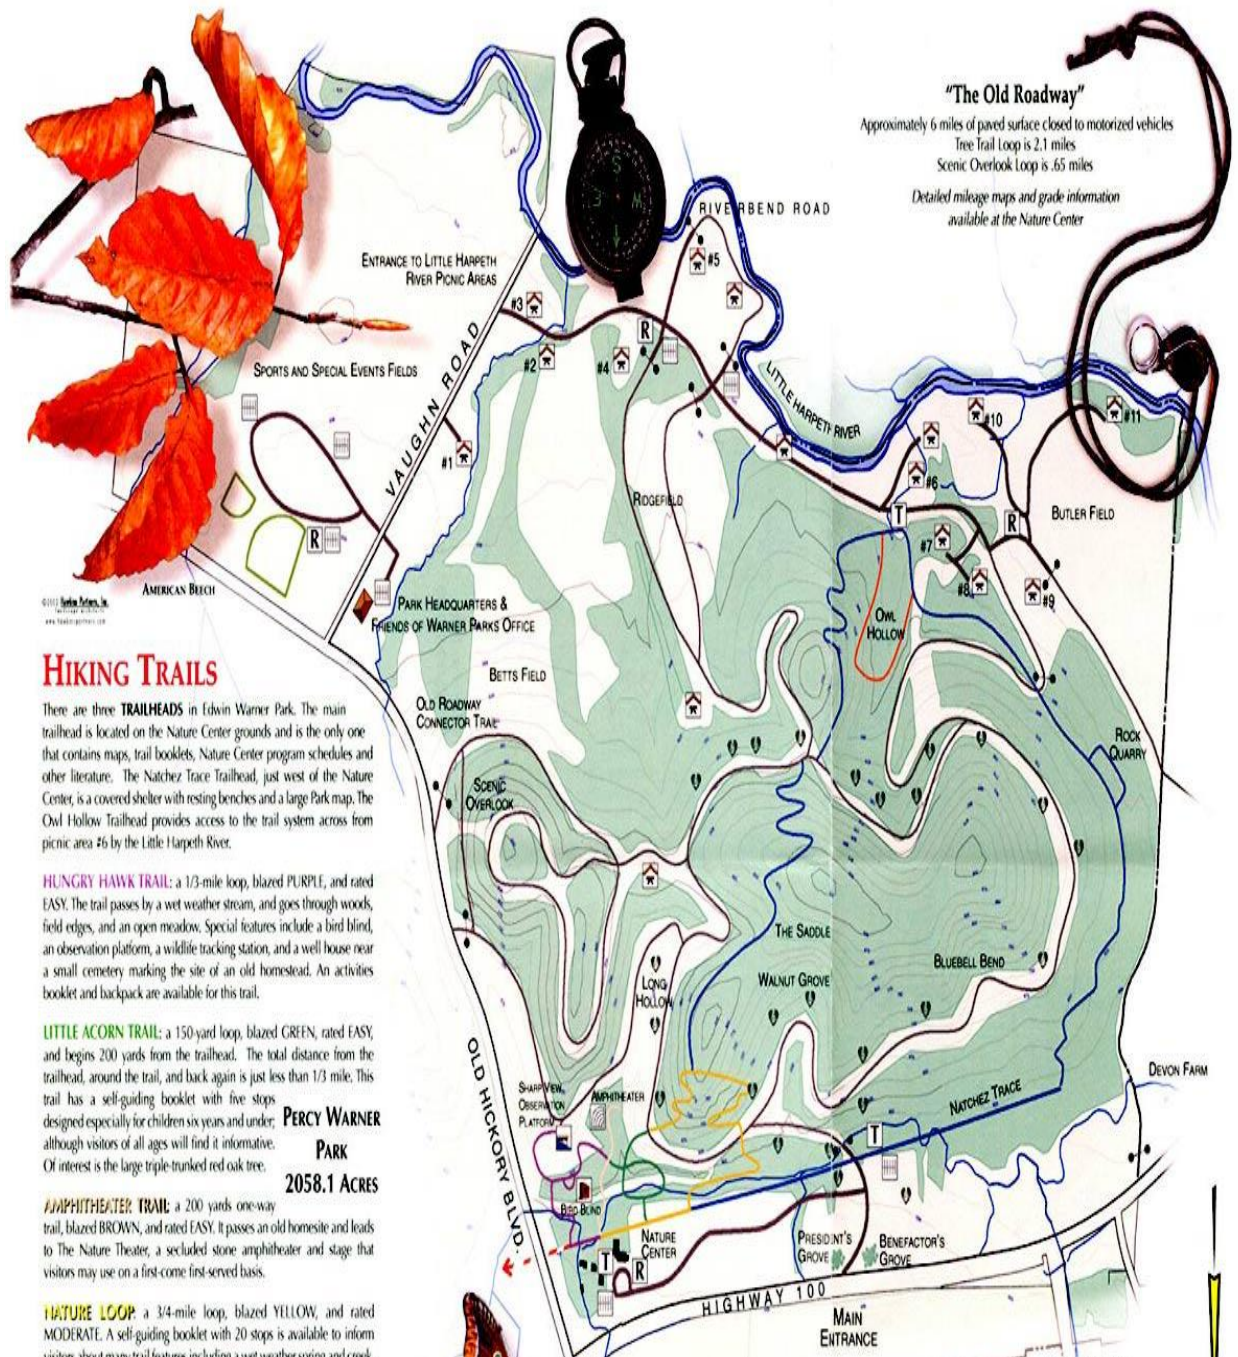 "The Old Roadway"
Approximately 6 miles of paved surface closed to motorized vehicles
Tree Trail Loop is 2.1 miles
Scenic Overlook Loop is .65 miles
Detailed mileage maps and grade information
available at the Nature Center
S
M
RIVERBEND ROAD
#5
ENTRANCE TO LITTLE HARPETH
RIVER PICNIC AREAS
#3
R
#2
#4
SPORTS AND SPECIAL EVENTS FIELDS
VAUGHN ROAD
LITTLE HARPETH RIVER
#10
#11
#1
#6
RIDGEFIELD
T
R
BUTLER FIELD
R
#7
#8
#9
AMERICAN BEECH
PARK HEADQUARTERS &
FRIENDS OF WARNER PARKS OFFICE
OWL
HOLLOW
BETTS FIELD
OLD ROADWAY
CONNECTOR TRAIL
ROCK
QUARRY
SCENIC
OVERLOOK
THE SADDLE
BLUEBELL BEND
LONG
HOLLOW
WALNUT GROVE
OLD HICKORY BLVD.
SHARP VIEW
OBSERVATION
PLATFORM
AMPHITHEATER
NATCHEZ TRACE
DEVON FARM
T
BIRD BLIND
NATURE
CENTER
T
R
PRESIDENT'S
GROVE
BENEFACTOR'S
GROVE
HIGHWAY 100
MAIN
ENTRANCE
HIKING TRAILS
There are three TRAILHEADS in Edwin Warner Park. The main
trailhead is located on the Nature Center grounds and is the only one
that contains maps, trail booklets, Nature Center program schedules and
other literature. The Natchez Trace Trailhead, just west of the Nature
Center, is a covered shelter with resting benches and a large Park map. The
Owl Hollow Trailhead provides access to the trail system across from
picnic area #6 by the Little Harpeth River.
HUNGRY HAWK TRAIL: a 1/3-mile loop, blazed PURPLE, and rated
EASY. The trail passes by a wet weather stream, and goes through woods,
field edges, and an open meadow. Special features include a bird blind,
an observation platform, a wildlife tracking station, and a well house near
a small cemetery marking the site of an old homestead. An activities
booklet and backpack are available for this trail.
LITTLE ACORN TRAIL: a 150-yard loop, blazed GREEN, rated EASY,
and begins 200 yards from the trailhead. The total distance from the
trailhead, around the trail, and back again is just less than 1/3 mile. This
trail has a self-guiding booklet with five stops
designed especially for children six years and under,
although visitors of all ages will find it informative.
Of interest is the large triple-trunked red oak tree.
PERCY WARNER
PARK
2058.1 ACRES
AMPHITHEATER TRAIL: a 200 yards one-way
trail, blazed BROWN, and rated EASY. It passes an old homesite and leads
to The Nature Theater, a secluded stone amphitheater and stage that
visitors may use on a first-come first-served basis.
NATURE LOOP: a 3/4-mile loop, blazed YELLOW, and rated
MODERATE. A self-guiding booklet with 20 stops is available to inform
visitors about many trail features including a wet weather spring and creek,